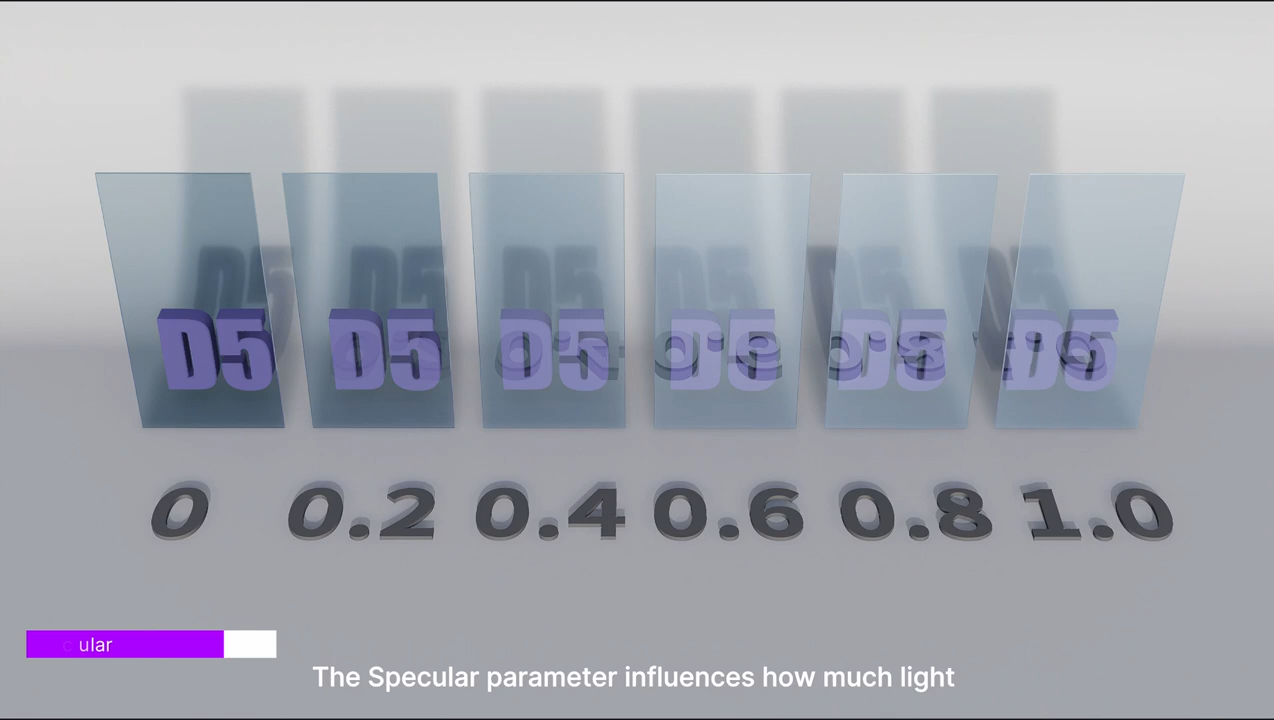 D5 D5 D5 D5 D5 D5
0 0.2 0.4 0.6 0.8 1.0
cular
The Specular parameter influences how much light